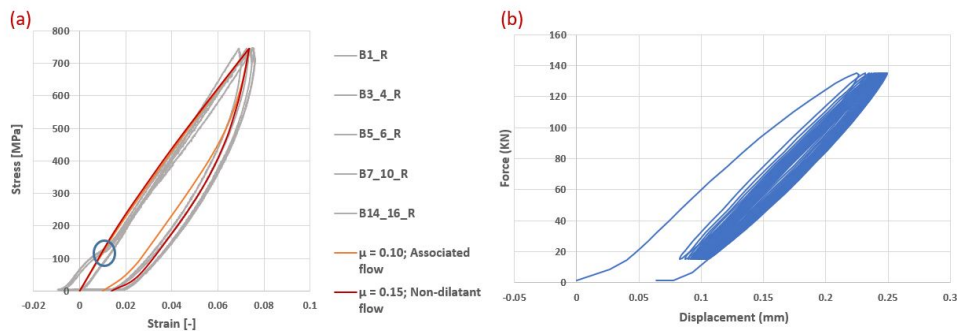 (a)
(b)
Stress [MPa]
800
700
600
500
400
300
200
100
0
-0.02
0
0.02
0.04
0.06
0.08
0.1
Strain [-]
B1_R
B3_4_R
B5_6_R
B7_10_R
B14_16_R
μ = 0.10; Associated
flow
μ = 0.15; Non-dilatant
flow
Force (KN)
160
140
120
100
80
60
40
20
0
-0.05
0
0.05
0.1
0.15
0.2
0.25
0.3
Displacement (mm)